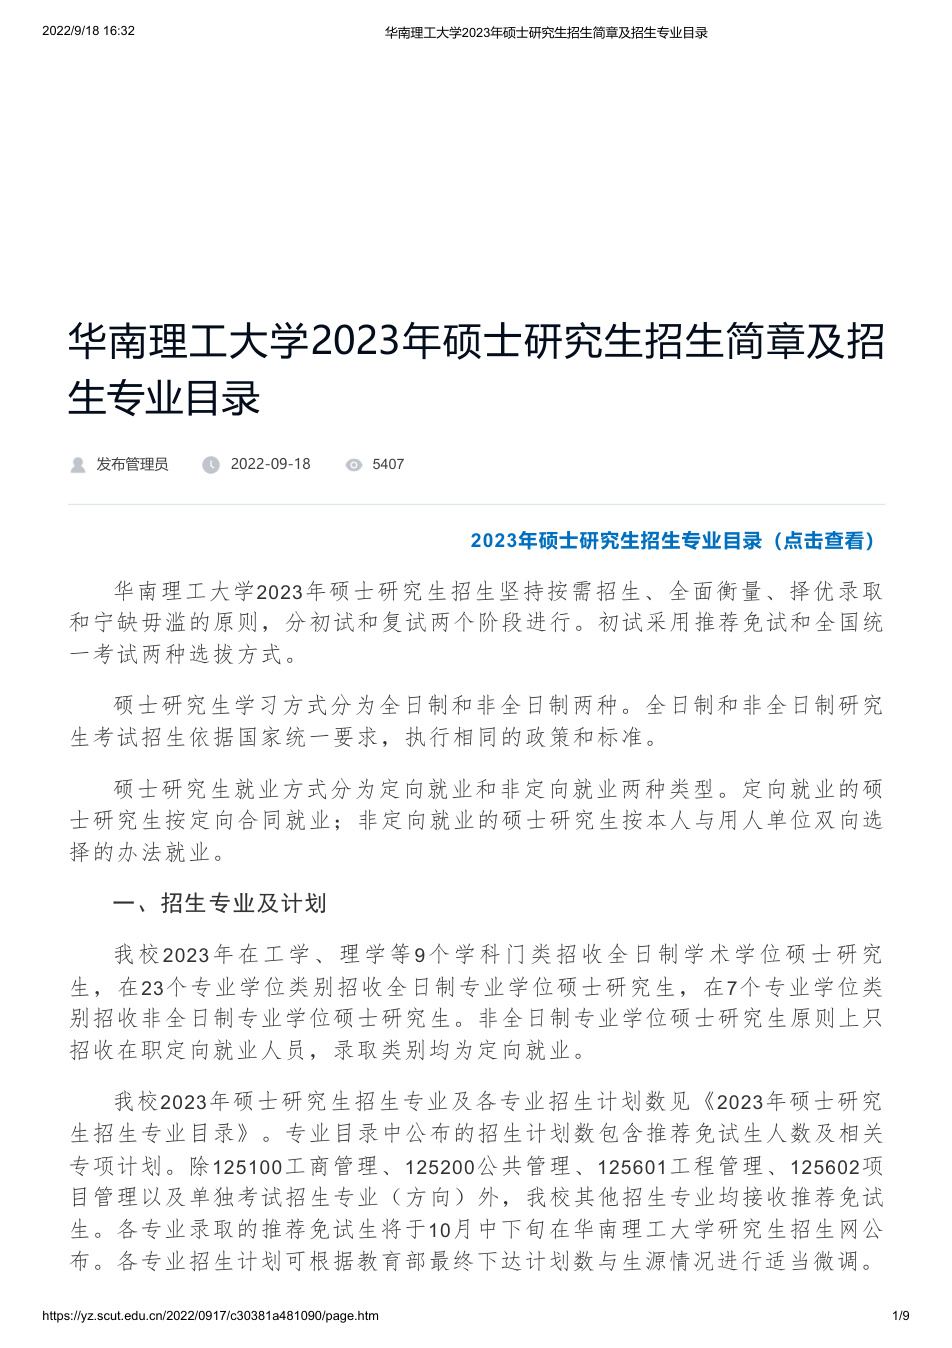 2022/9/18 16:32
华南理工大学2023年硕士研究生招生简章及招生专业目录
华南理工大学2023年硕士研究生招生简章及招
生专业目录
发布管理员 2022-09-18 5407
2023年硕士研究生招生专业目录（点击查看）
华南理工大学2023年硕士研究生招生坚持按需招生、全面衡量、择优录取
和宁缺毋滥的原则，分初试和复试两个阶段进行。初试采用推荐免试和全国统
一考试两种选拔方式。
硕士研究生学习方式分为全日制和非全日制两种。全日制和非全日制研究
生考试招生依据国家统一要求，执行相同的政策和标准。
硕士研究生就业方式分为定向就业和非定向就业两种类型。定向就业的硕
士研究生按定向合同就业；非定向就业的硕士研究生按本人与用人单位双向选
择的办法就业。
一、招生专业及计划
我校2023年在工学、理学等9个学科门类招收全日制学术学位硕士研究
生，在23个专业学位类别招收全日制专业学位硕士研究生，在7个专业学位类
别招收非全日制专业学位硕士研究生。非全日制专业学位硕士研究生原则上只
招收在职定向就业人员，录取类别均为定向就业。
我校2023年硕士研究生招生专业及各专业招生计划数见《2023年硕士研究
生招生专业目录》。专业目录中公布的招生计划数包含推荐免试生人数及相关
专项计划。除125100工商管理、125200公共管理、125601工程管理、125602项
目管理以及单独考试招生专业（方向）外，我校其他招生专业均接收推荐免试
生。各专业录取的推荐免试生将于10月中下旬在华南理工大学研究生招生网公
布。各专业招生计划可根据教育部最终下达计划数与生源情况进行适当微调。
https://yz.scut.edu.cn/2022/0917/c30381a481090/page.htm
1/9